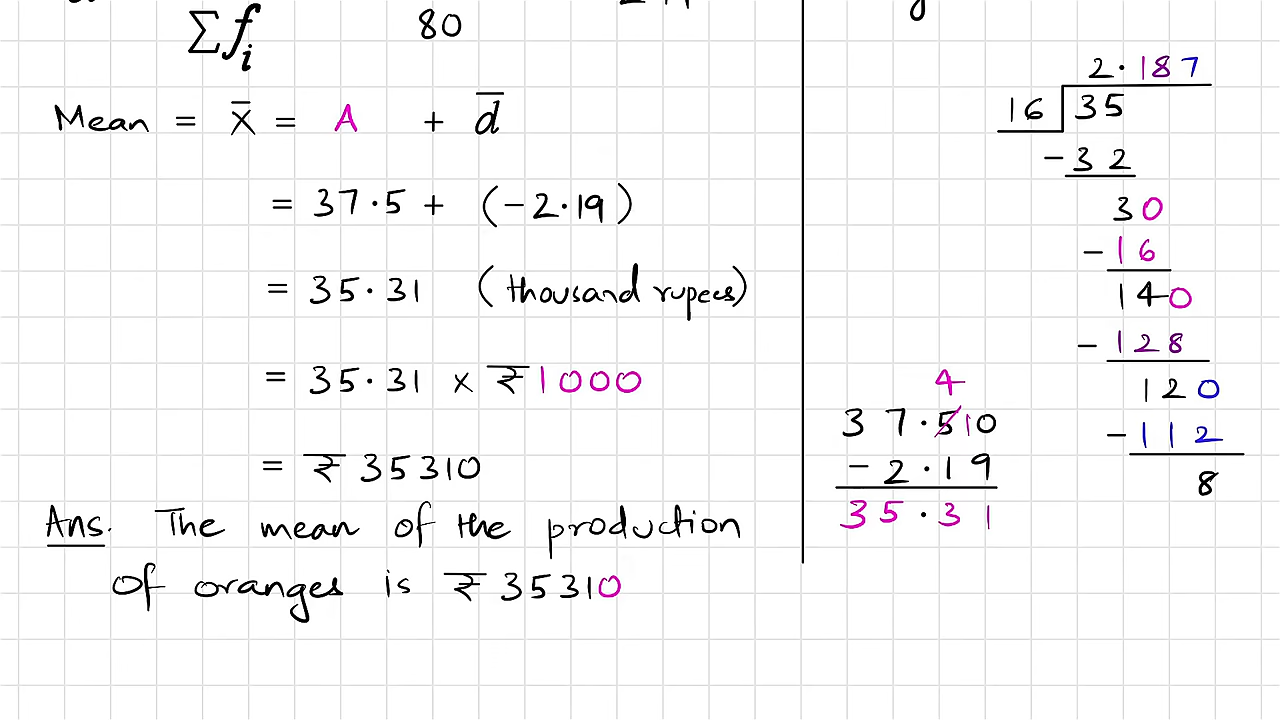 Σf i 80
Mean = x̄ = A + d̄
= 37·5 + (-2·19)
= 35·31 (thousand rupees)
= 35·31 × ₹1000
= ₹35310
Ans. The mean of the production
of oranges is ₹35310
2·187
16 35
-32
30
-16
140
-128
120
-112
8
4
37·510
-2·19
35·31